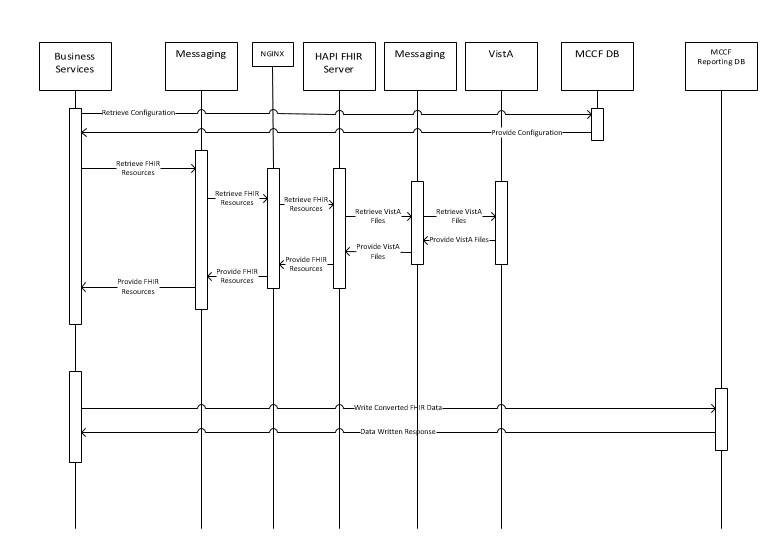 Business
Services
Messaging
NGINX
HAPI FHIR
Server
Messaging
VistA
MCCF DB
MCCF
Reporting DB
Retrieve Configuration
Provide Configuration
Retrieve FHIR
Resources
Retrieve FHIR
Resources
Retrieve FHIR
Resources
Retrieve VistA
Files
Retrieve VistA
Files
Provide VistA Files
Provide VistA
Files
Provide FHIR
Resources
Provide FHIR
Resources
Provide FHIR
Resources
Write Converted FHIR Data
Data Written Response